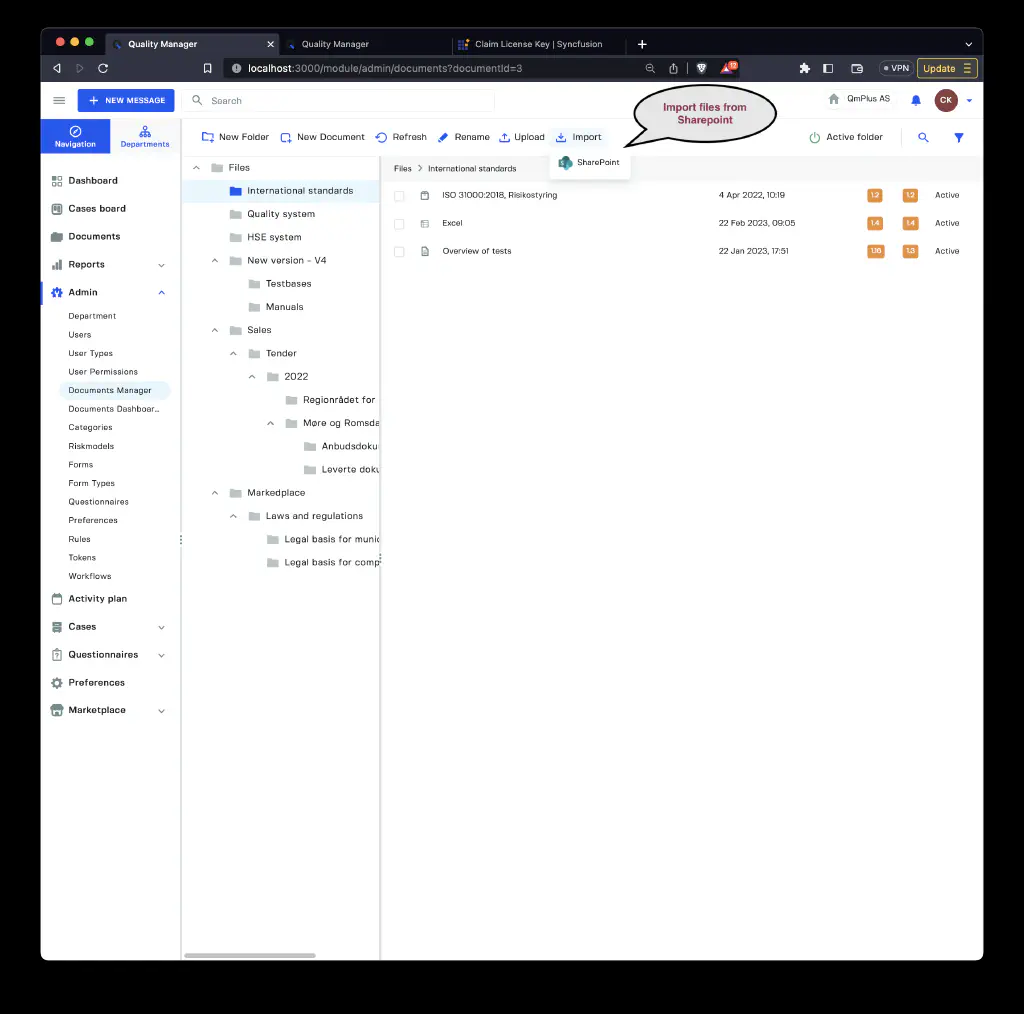 Quality Manager
Quality Manager
Claim License Key | Syncfusion
localhost:3000/module/admin/documents?documentId=3
12
VPN
Update
NEW MESSAGE
Search
Import files from
Sharepoint
QmPlus AS
CK
Navigation
Departments
New Folder
New Document
Refresh
Rename
Upload
Import
Active folder
SharePoint
Dashboard
Cases board
Documents
Reports
Admin
Department
Users
User Types
User Permissions
Documents Manager
Documents Dashboar...
Categories
Riskmodels
Forms
Form Types
Questionnaires
Preferences
Rules
Tokens
Workflows
Activity plan
Cases
Questionnaires
Preferences
Marketplace
Files
International standards
Quality system
HSE system
New version - V4
Testbases
Manuals
Sales
Tender
2022
Regionrådet for
Møre og Romsda
Anbudsdoku
Leverte doku
Markedplace
Laws and regulations
Legal basis for munic
Legal basis for comp
Files > International standards
ISO 31000:2018, Risikostyring 4 Apr 2022, 10:19 1.2 1.2 Active
Excel 22 Feb 2023, 09:05 1.4 1.4 Active
Overview of tests 22 Jan 2023, 17:51 1.16 1.3 Active